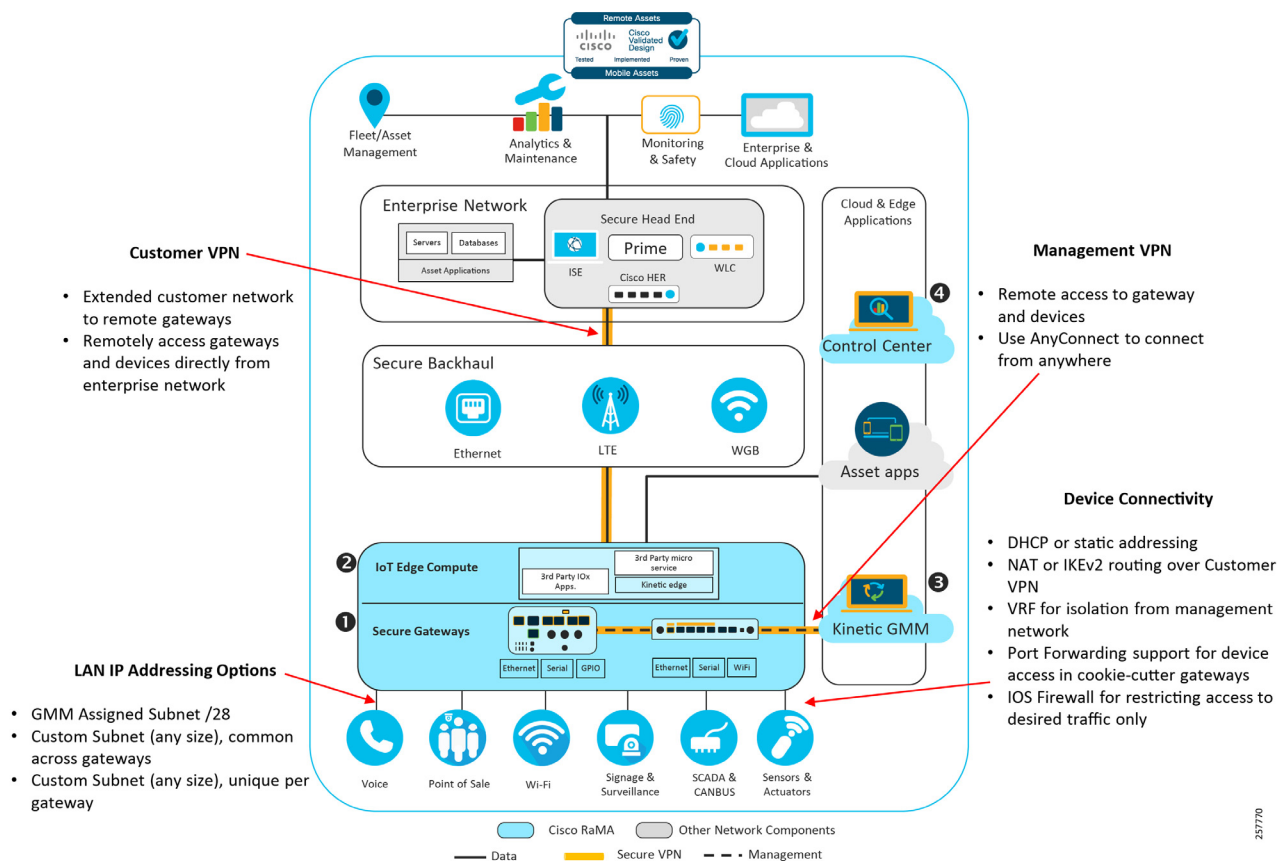 Remote Assets
CISCO
Cisco
Validated
Design
Tested Implemented Proven
Mobile Assets
Fleet/Asset
Management
Analytics &
Maintenance
Monitoring
& Safety
Enterprise &
Cloud Applications
Enterprise Network
Servers
Databases
Asset Applications
Secure Head End
ISE
Prime
WLC
Cisco HER
Cloud & Edge
Applications
Customer VPN
• Extended customer network
to remote gateways
• Remotely access gateways
and devices directly from
enterprise network
Management VPN
• Remote access to gateway
and devices
• Use AnyConnect to connect
from anywhere
4
Control Center
Secure Backhaul
Ethernet
LTE
WGB
Asset apps
Device Connectivity
• DHCP or static addressing
• NAT or IKEv2 routing over Customer
VPN
• VRF for isolation from management
network
• Port Forwarding support for device
access in cookie-cutter gateways
• IOS Firewall for restricting access to
desired traffic only
2
IoT Edge Compute
3rd Party IOx
Apps.
3rd Party micro
service
Kinetic edge
3
Kinetic GMM
1
Secure Gateways
Ethernet
Serial
GPIO
Ethernet
Serial
WiFi
LAN IP Addressing Options
• GMM Assigned Subnet /28
• Custom Subnet (any size), common
across gateways
• Custom Subnet (any size), unique per
gateway
Voice
Point of Sale
Wi-Fi
Signage &
Surveillance
SCADA &
CANBUS
Sensors &
Actuators
Cisco RaMA
Other Network Components
Data
Secure VPN
Management
257770